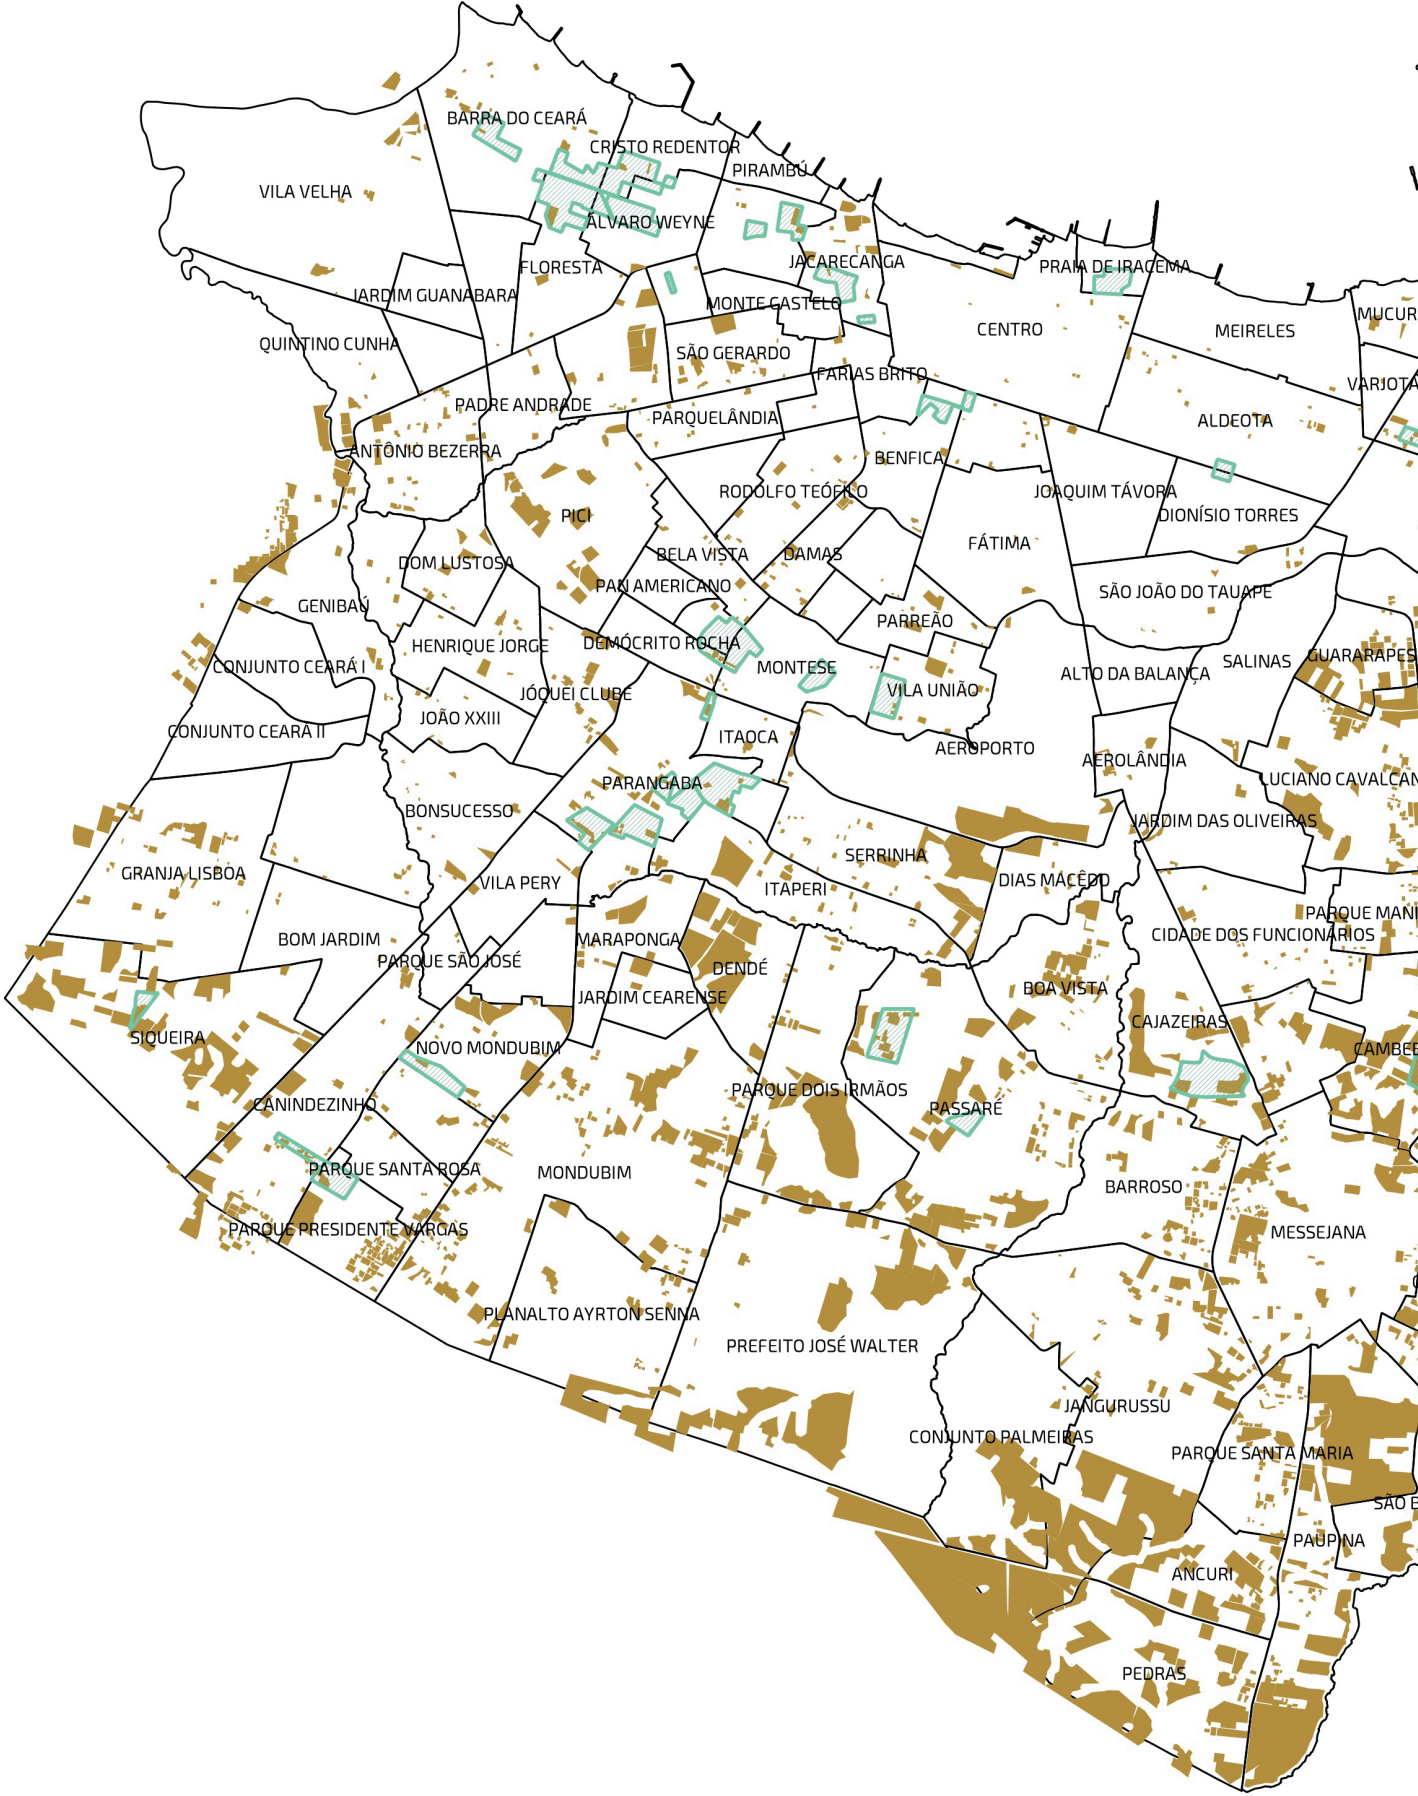 BARRA DO CEARÁ
CRISTO REDENTOR
PIRAMBÚ
VILA VELHA
ÁLVARO WEYNE
JACARECANGA
PRAIA DE IRACEMA
FLORESTA
JARDIM GUANABARA
MONTE CASTELO
MUCUR
CENTRO
MEIRELES
QUINTINO CUNHA
SÃO GERARDO
FARIAS BRITO
VARJOTA
PADRE ANDRADE
PARQUELÂNDIA
ALDEOTA
ANTÔNIO BEZERRA
BENFICA
RODOLFO TEÓFILO
JOAQUIM TÁVORA
PICI
DIONÍSIO TORRES
FÁTIMA
BELA VISTA
DAMAS
DOM LUSTOSA
PAN AMERICANO
SÃO JOÃO DO TAUAPE
GENIBAÚ
PARREÃO
DEMÓCRITO ROCHA
HENRIQUE JORGE
GUARARAPES
SALINAS
CONJUNTO CEARÁ I
MONTESE
ALTO DA BALANÇA
JÓQUEI CLUBE
VILA UNIÃO
JOÃO XXIII
CONJUNTO CEARÁ II
ITAOCA
AEROPORTO
AEROLÂNDIA
PARANGABA
LUCIANO CAVALCAN
BONSUCESSO
JARDIM DAS OLIVEIRAS
SERRINHA
GRANJA LISBOA
VILA PERY
ITAPERI
DIAS MACÊDO
PARQUE MANI
BOM JARDIM
MARAPONGA
CIDADE DOS FUNCIONÁRIOS
PARQUE SÃO JOSÉ
DENDÉ
BOA VISTA
JARDIM CEARENSE
CAJAZEIRAS
SIQUEIRA
NOVO MONDUBIM
CAMBEB
PARQUE DOIS IRMÃOS
CANINDEZINHO
PASSARÉ
PARQUE SANTA ROSA
MONDUBIM
BARROSO
PARQUE PRESIDENTE VARGAS
MESSEJANA
PLANALTO AYRTON SENNA
PREFEITO JOSÉ WALTER
JANGURUSSU
CONJUNTO PALMEIRAS
PARQUE SANTA MARIA
SÃO B
PAUPINA
ANCURI
PEDRAS